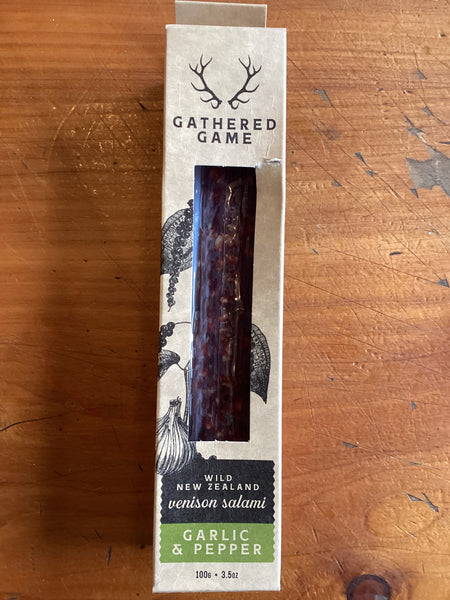 GATHERED
GAME
WILD
NEW ZEALAND
venison salami
GARLIC
& PEPPER
100G • 3.5OZ